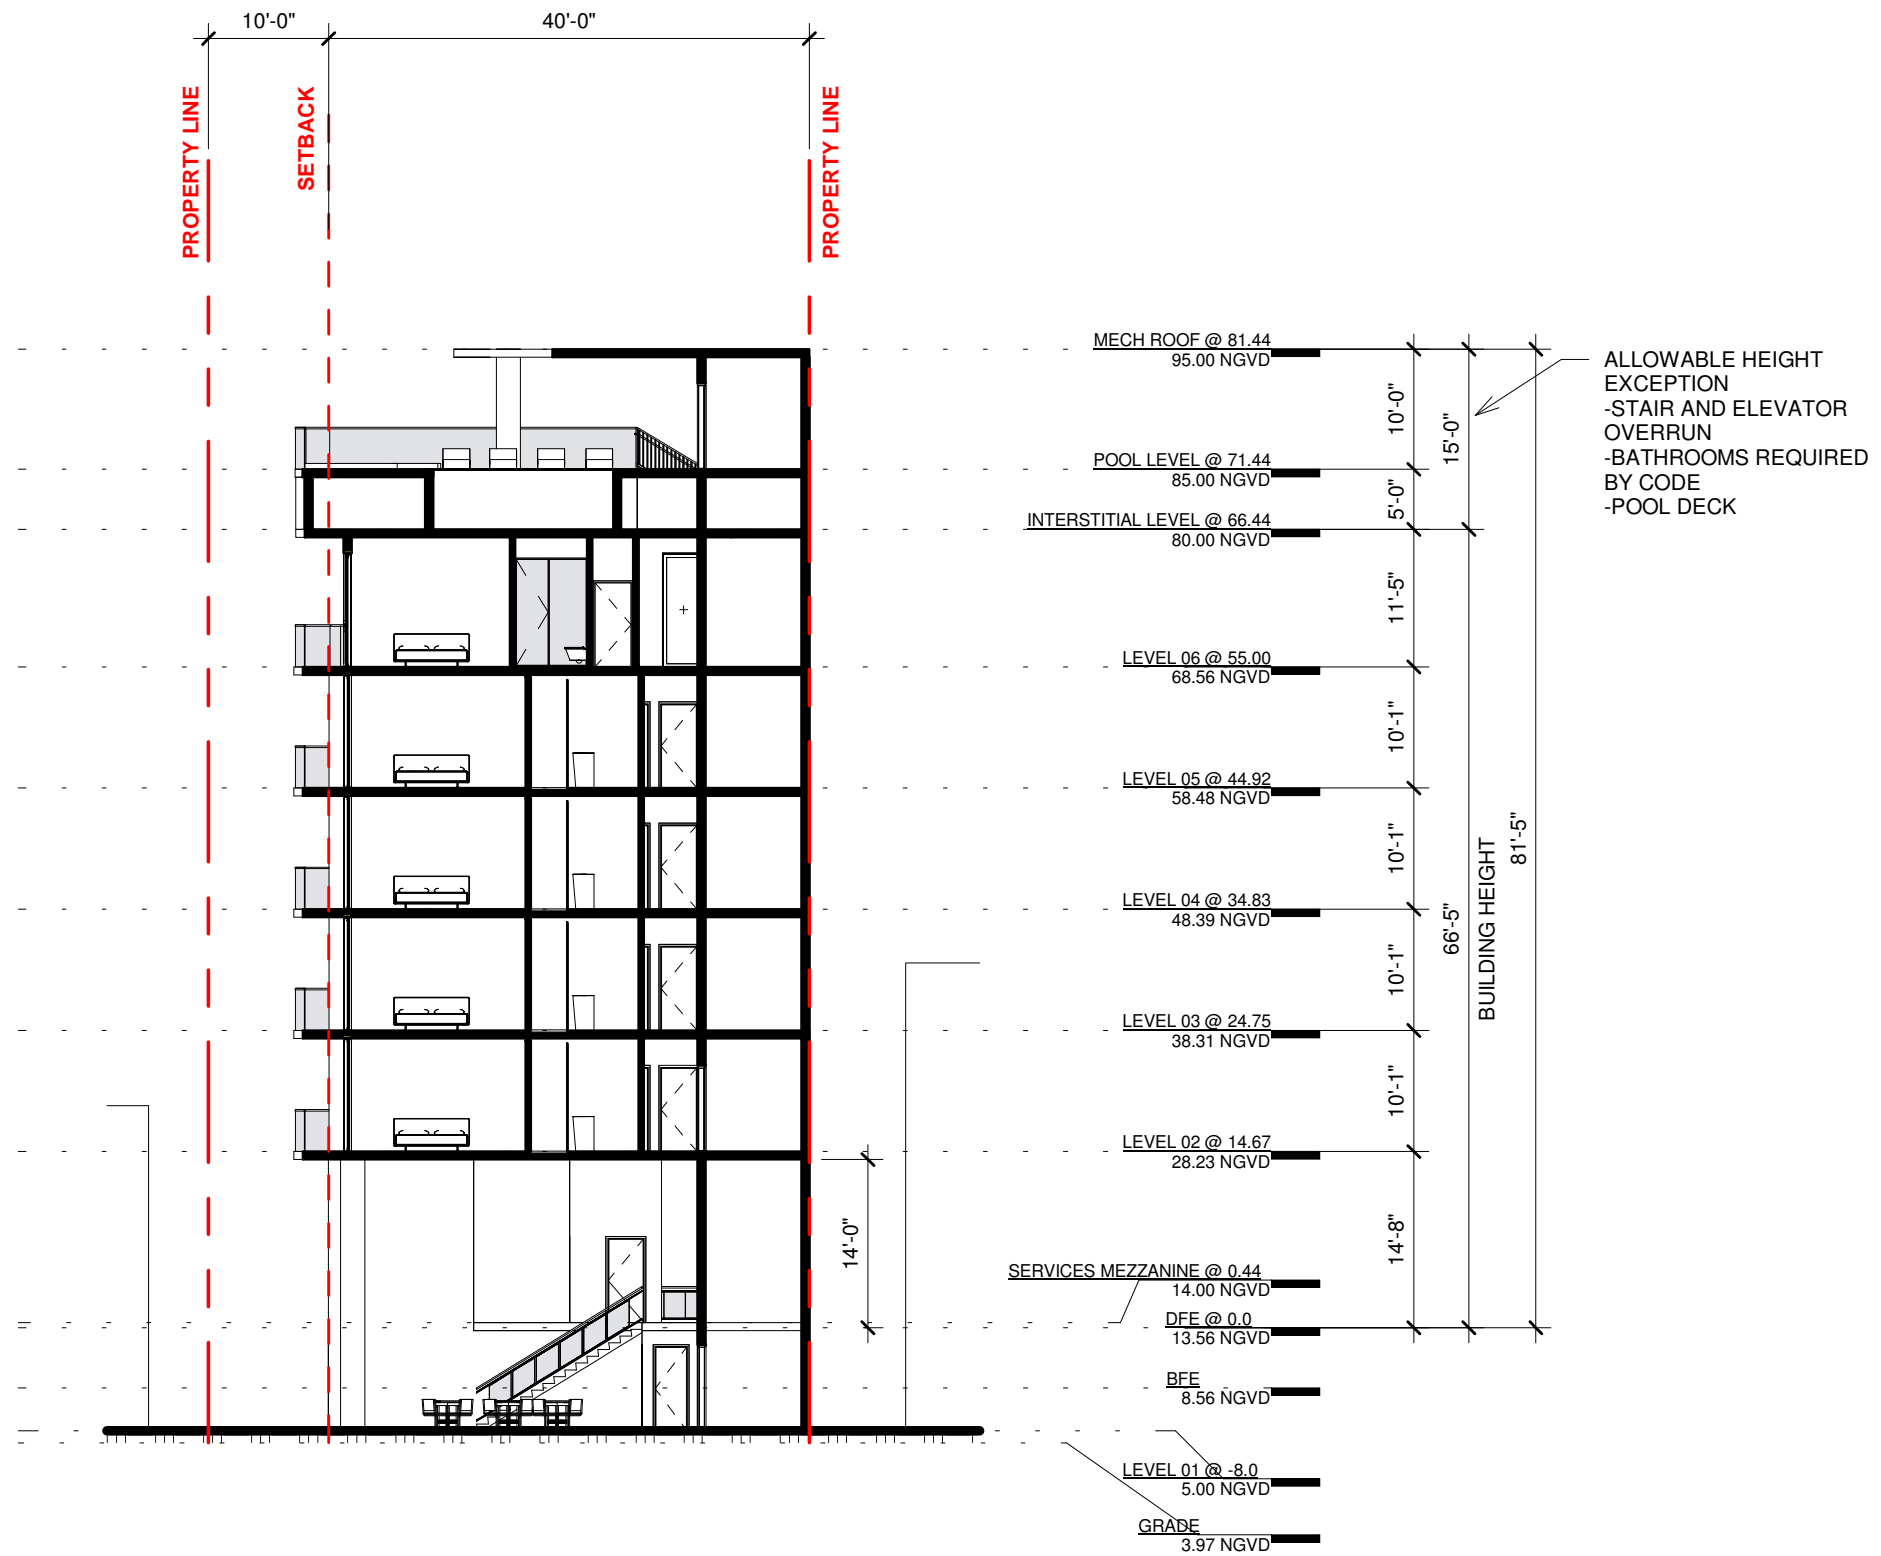 10'-0"
40'-0"
PROPERTY LINE
SETBACK
PROPERTY LINE
MECH ROOF @ 81.44
95.00 NGVD
10'-0"
15'-0"
ALLOWABLE HEIGHT
EXCEPTION
-STAIR AND ELEVATOR
OVERRUN
-BATHROOMS REQUIRED
BY CODE
-POOL DECK
POOL LEVEL @ 71.44
85.00 NGVD
5'-0"
INTERSTITIAL LEVEL @ 66.44
80.00 NGVD
11'-5"
LEVEL 06 @ 55.00
68.56 NGVD
10'-1"
LEVEL 05 @ 44.92
58.48 NGVD
10'-1"
81'-5"
LEVEL 04 @ 34.83
48.39 NGVD
66'-5"
BUILDING HEIGHT
10'-1"
LEVEL 03 @ 24.75
38.31 NGVD
10'-1"
LEVEL 02 @ 14.67
28.23 NGVD
14'-0"
14'-8"
SERVICES MEZZANINE @ 0.44
14.00 NGVD
DFE @ 0.0
13.56 NGVD
BFE
8.56 NGVD
LEVEL 01 @ -8.0
5.00 NGVD
GRADE
3.97 NGVD